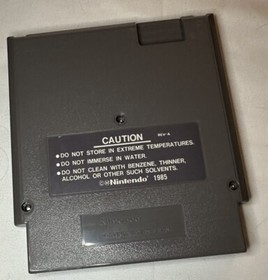 CAUTION REV-A
•DO NOT STORE IN EXTREME TEMPERATURES.
•DO NOT IMMERSE IN WATER.
•DO NOT CLEAN WITH BENZENE, THINNER,
ALCOHOL OR OTHER SUCH SOLVENTS.
©®Nintendo® 1985